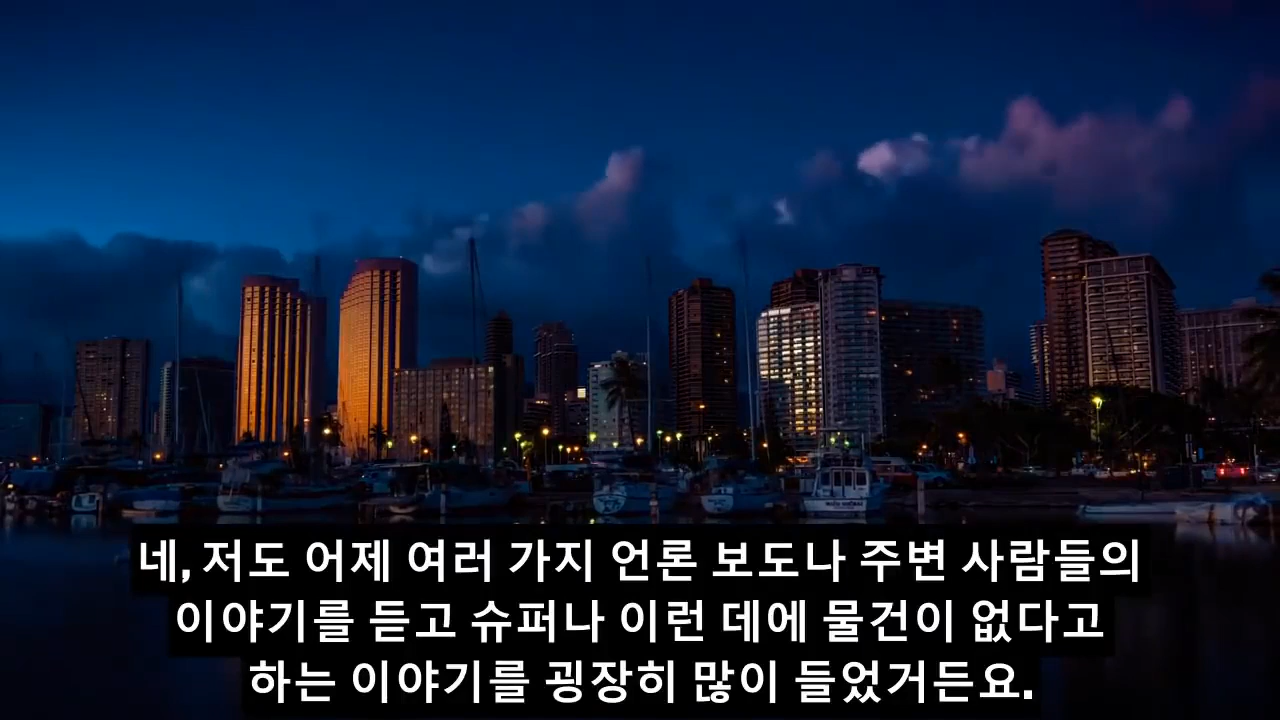 네, 저도 어제 여러 가지 언론 보도나 주변 사람들의
이야기를 듣고 슈퍼나 이런 데에 물건이 없다고
하는 이야기를 굉장히 많이 들었거든요.